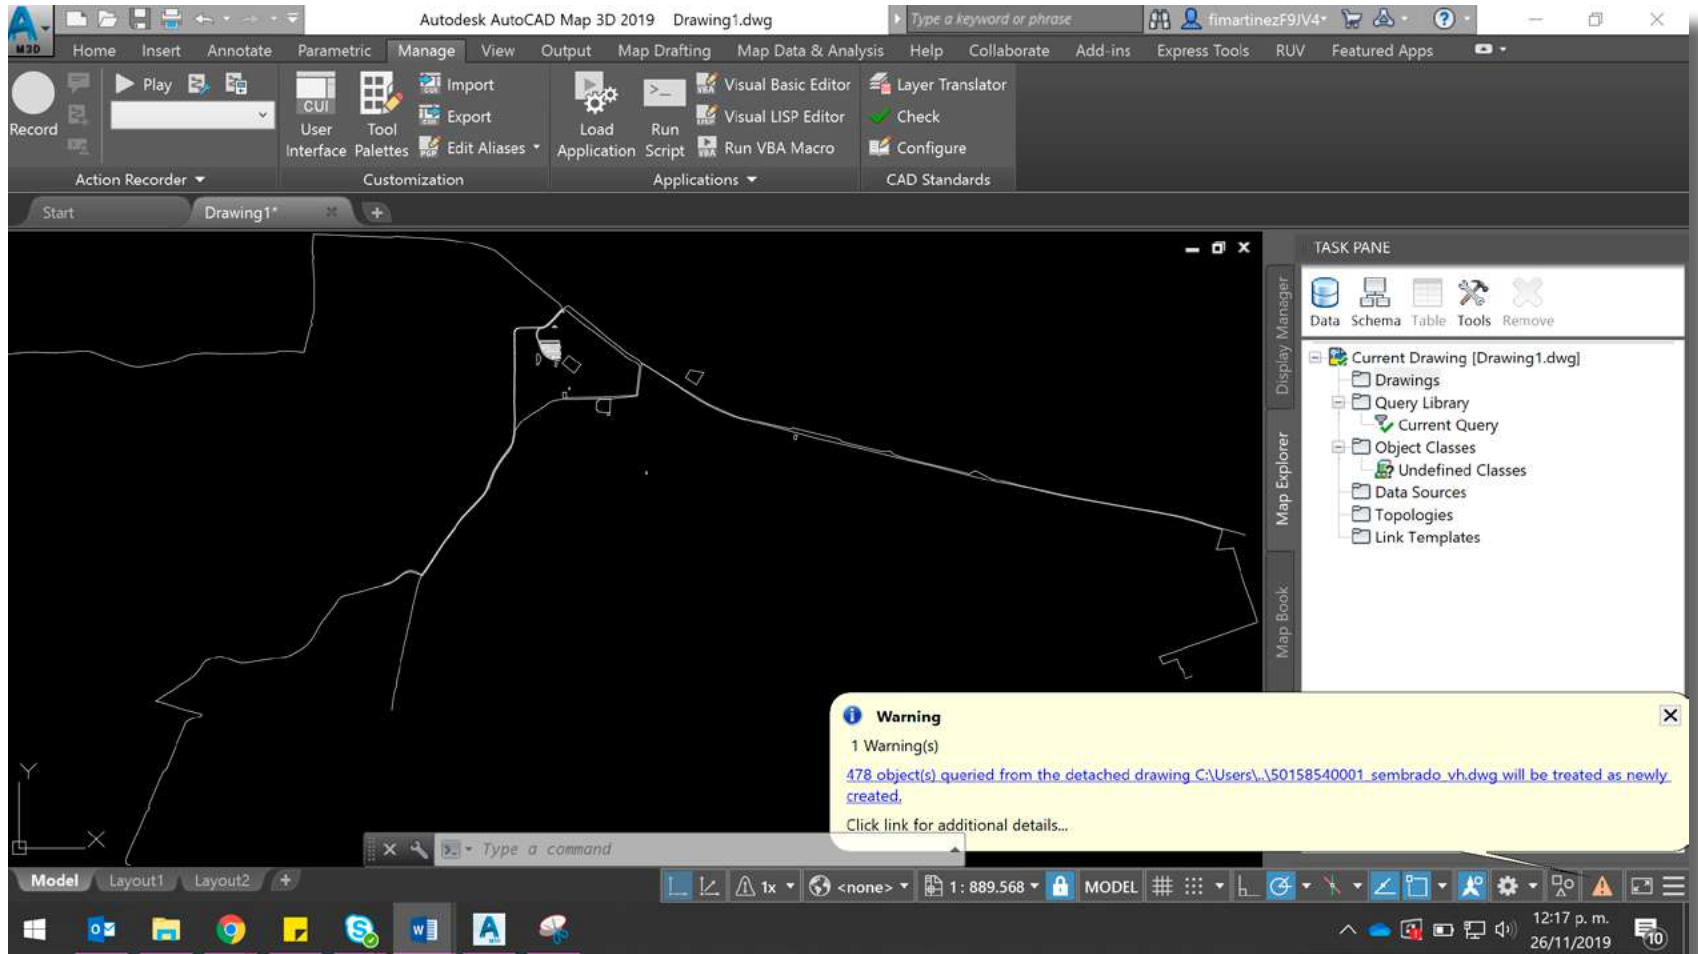 Autodesk AutoCAD Map 3D 2019 Drawing1.dwg
Type a keyword or phrase
fimartinezF9JV4
M3D
Home Insert Annotate Parametric Manage View Output Map Drafting Map Data & Analysis Help Collaborate Add-ins Express Tools RUV Featured Apps
Record
Play
Action Recorder
CUI
User Interface
Tool Palettes
Import
Export
Edit Aliases
Customization
Load Application
Run Script
Visual Basic Editor
Visual LISP Editor
Run VBA Macro
Applications
Layer Translator
Check
Configure
CAD Standards
Start
Drawing1*
TASK PANE
Data Schema Table Tools Remove
Display Manager
Map Explorer
Map Book
Current Drawing [Drawing1.dwg]
Drawings
Query Library
Current Query
Object Classes
Undefined Classes
Data Sources
Topologies
Link Templates
Warning
1 Warning(s)
478 object(s) queried from the detached drawing C:\Users\..\50158540001_sembrado_vh.dwg will be treated as newly
created.
Click link for additional details...
Y
X
Type a command
Model Layout1 Layout2
1x
<none>
1 : 889.568
MODEL
12:17 p. m.
26/11/2019
10